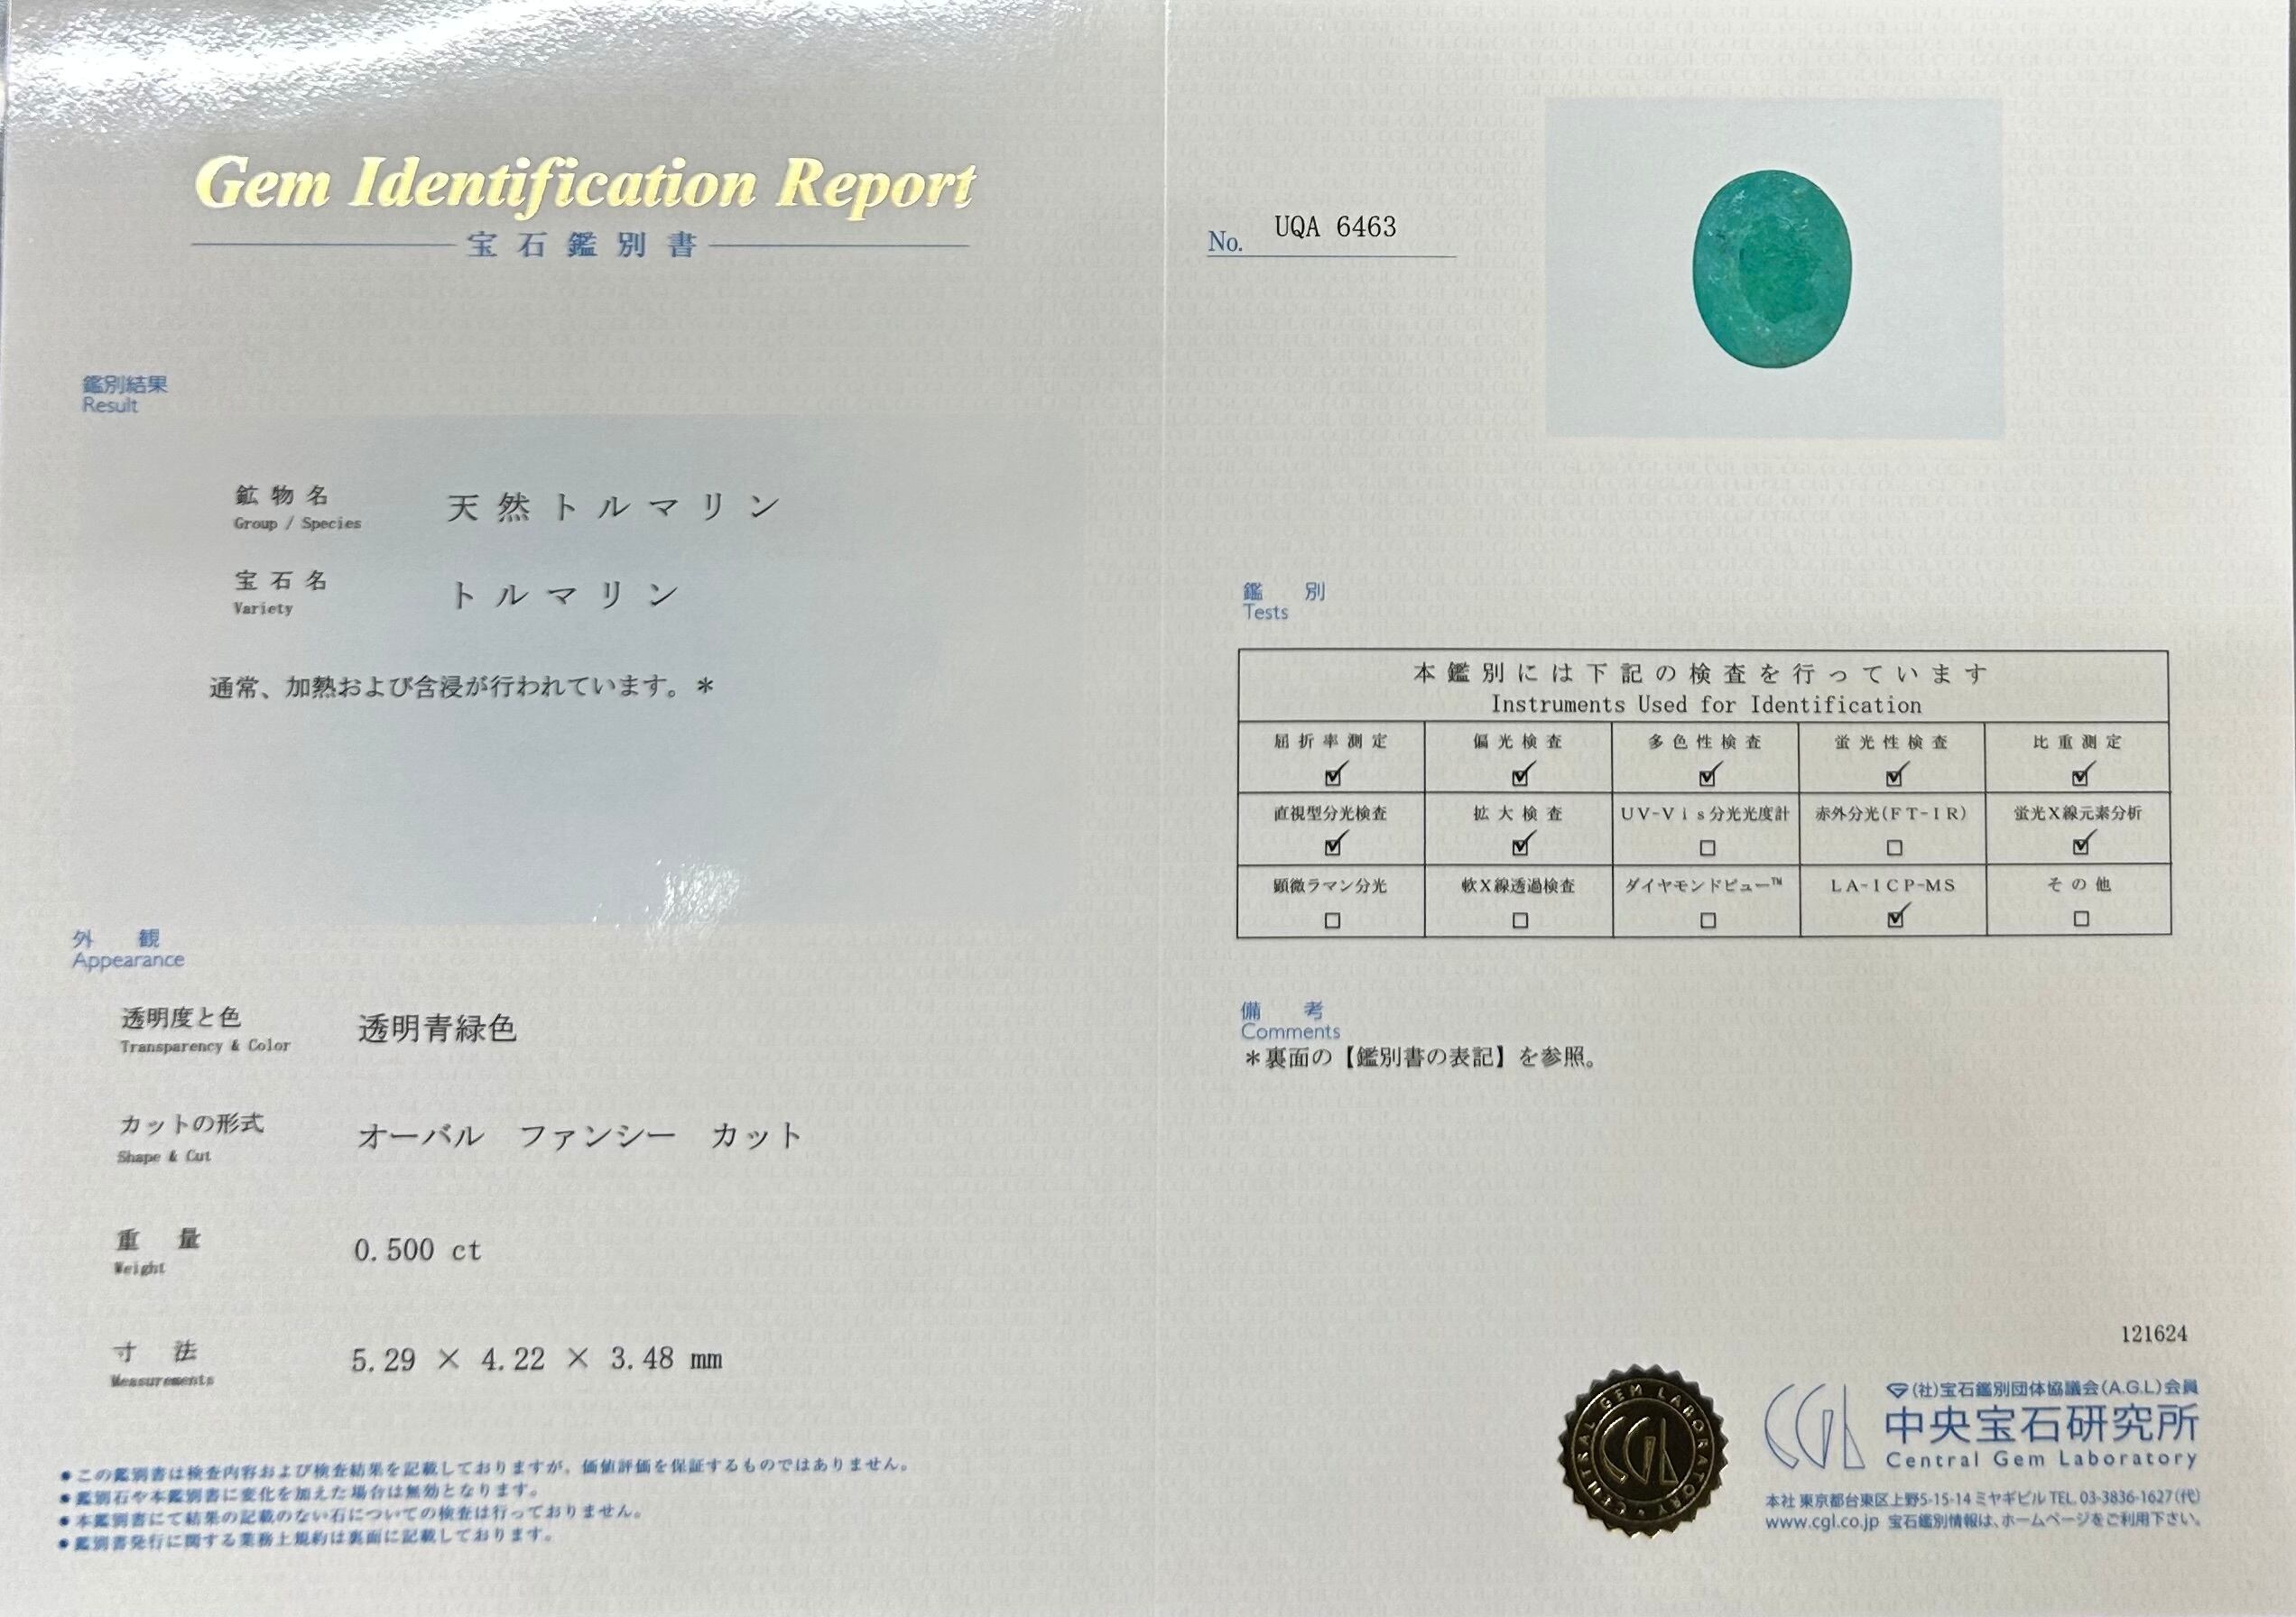 Gem Identification Report
宝石鑑別書
鑑別結果
Result
鉱物名
Group / Species
天然トルマリン
宝石名
Variety
トルマリン
通常、加熱および含浸が行われています。＊
外観
Appearance
透明度と色
Transparency & Color
透明青緑色
カットの形式
Shape & Cut
オーバル　ファンシー　カット
重量
Weight
0.500 ct
寸法
Measurements
5.29 × 4.22 × 3.48 mm
●この鑑別書は検査内容および検査結果を記載しておりますが、価値評価を保証するものではありません。
●鑑別石や本鑑別書に変化を加えた場合は無効となります。
●本鑑別書にて結果の記載のない石についての検査は行っておりません。
●鑑別書発行に関する業務上規約は裏面に記載しております。
No. UQA 6463
鑑別
Tests
本鑑別には下記の検査を行っています
Instruments Used for Identification
屈折率測定 偏光検査 多色性検査 蛍光性検査 比重測定
☑ ☑ ☑ ☑ ☑
直視型分光検査 拡大検査 UV-Vis分光光度計 赤外分光(FT-IR) 蛍光X線元素分析
☑ ☑ □ □ ☑
顕微ラマン分光 軟X線透過検査 ダイヤモンドビュー™ LA-ICP-MS その他
□ □ □ ☑ □
備考
Comments
＊裏面の【鑑別書の表記】を参照。
121624
CENTRAL GEM LABORATORY
CGL
CGL
(社)宝石鑑別団体協議会(A.G.L)会員
中央宝石研究所
Central Gem Laboratory
本社 東京都台東区上野5-15-14 ミヤギビル TEL. 03-3836-1627(代)
www.cgl.co.jp 宝石鑑別情報は、ホームページをご利用下さい。